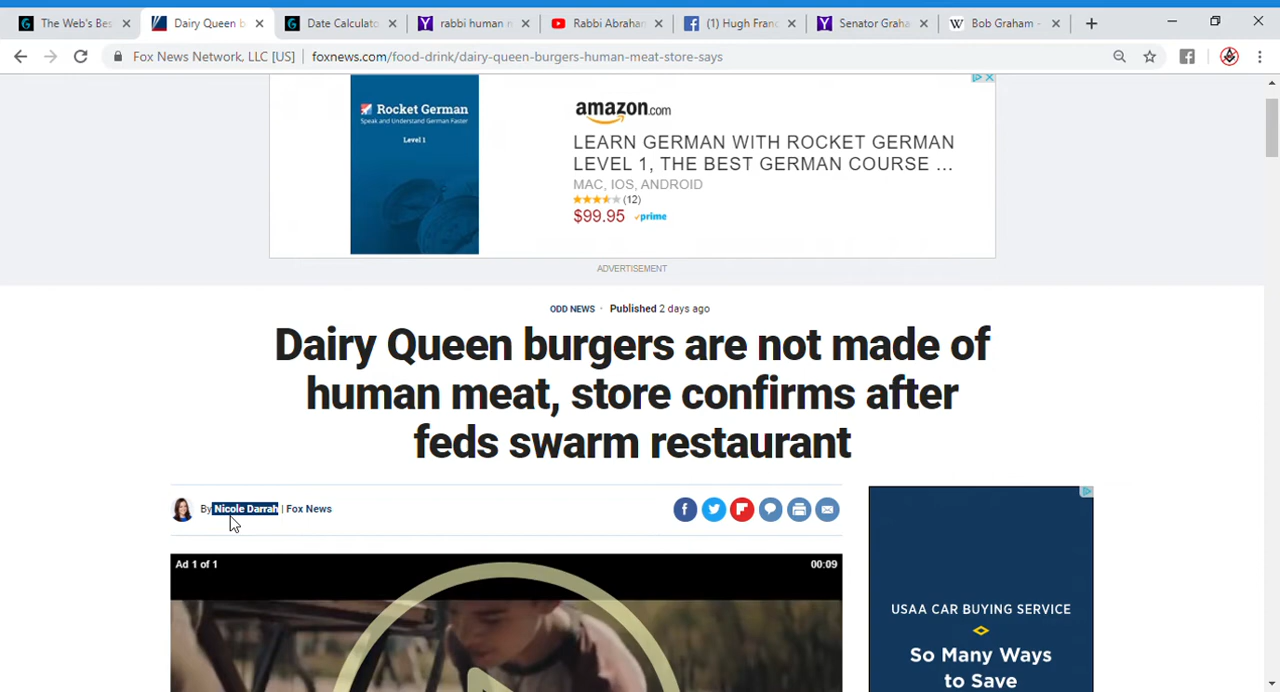 The Web's Bes
Dairy Queen b
Date Calculato
rabbi human r
Rabbi Abraham
(1) Hugh Franc
Senator Graha
Bob Graham -
Fox News Network, LLC [US] | foxnews.com/food-drink/dairy-queen-burgers-human-meat-store-says
Rocket German
Speak and Understand German Faster
Level 1
amazon.com
LEARN GERMAN WITH ROCKET GERMAN
LEVEL 1, THE BEST GERMAN COURSE ...
MAC, IOS, ANDROID
(12)
$99.95 prime
ADVERTISEMENT
ODD NEWS · Published 2 days ago
Dairy Queen burgers are not made of
human meat, store confirms after
feds swarm restaurant
By Nicole Darrah | Fox News
Ad 1 of 1
00:09
USAA CAR BUYING SERVICE
So Many Ways
to Save